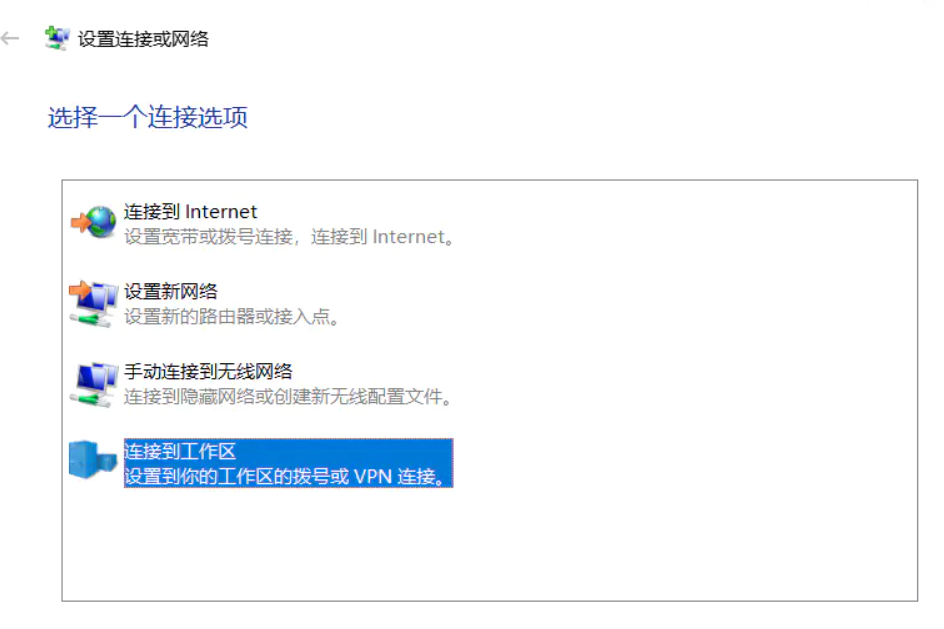 设置连接或网络
选择一个连接选项
连接到 Internet
设置宽带或拨号连接，连接到 Internet。
设置新网络
设置新的路由器或接入点。
手动连接到无线网络
连接到隐藏网络或创建新无线配置文件。
连接到工作区
设置到你的工作区的拨号或 VPN 连接。